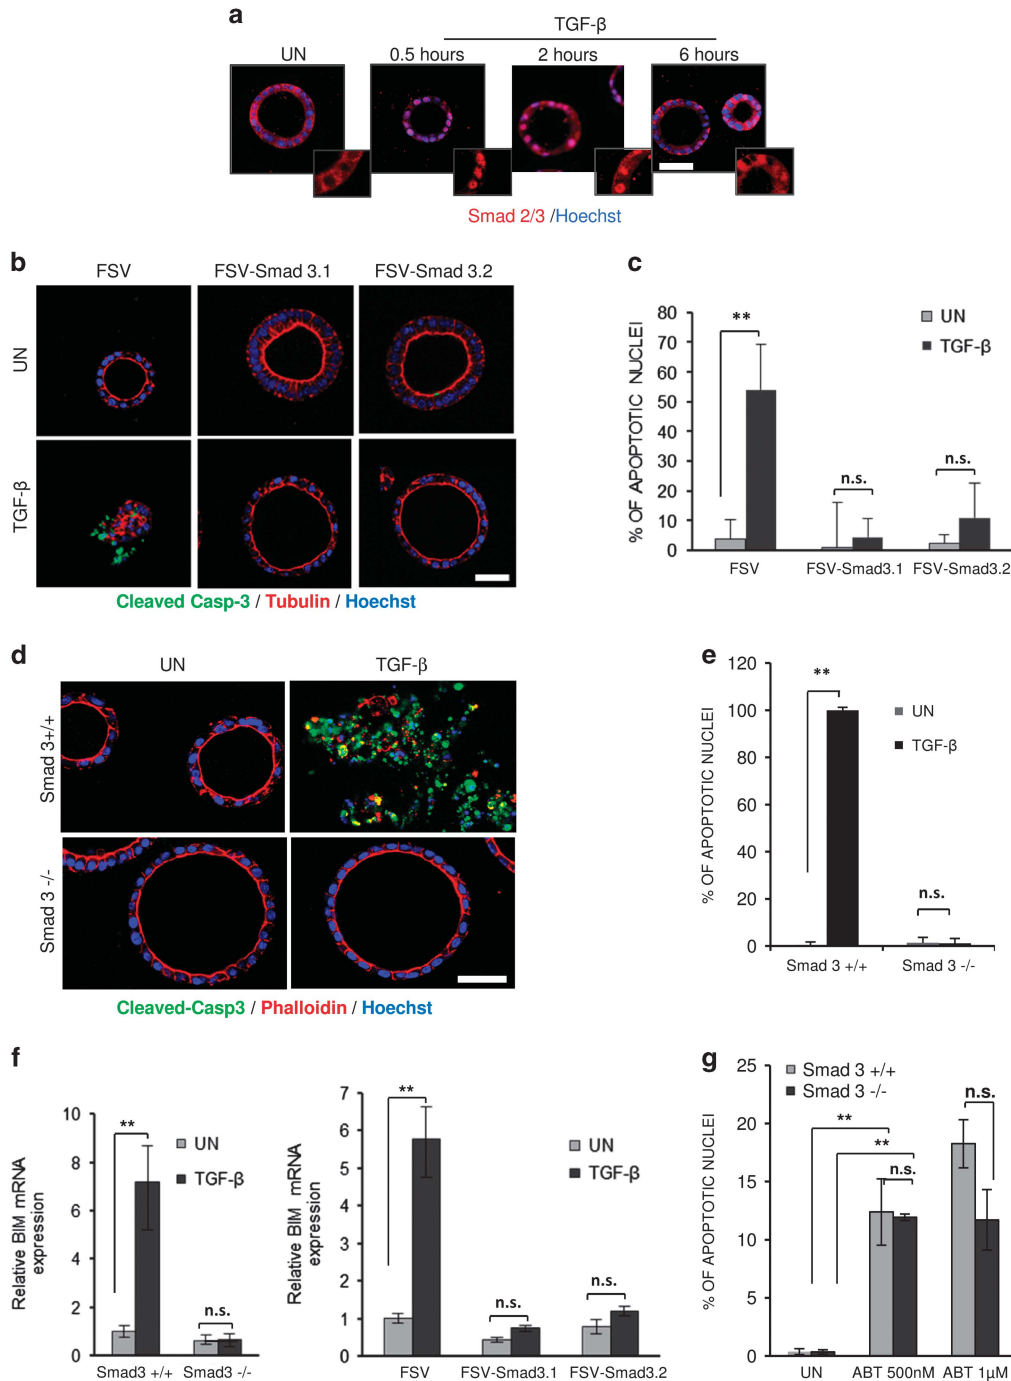 a
TGF-β
UN
0.5 hours
2 hours
6 hours
Smad 2/3 /Hoechst
b
FSV
FSV-Smad 3.1
FSV-Smad 3.2
UN
TGF-β
Cleaved Casp-3 / Tubulin / Hoechst
c
% OF APOPTOTIC NUCLEI
80
70
60
50
40
30
20
10
0
**
n.s.
n.s.
UN
TGF-β
FSV
FSV-Smad3.1
FSV-Smad3.2
d
UN
TGF-β
Smad 3+/+
Smad 3 -/-
Cleaved-Casp3 / Phalloidin / Hoechst
e
% OF APOPTOTIC NUCLEI
120
100
80
60
40
20
0
**
n.s.
UN
TGF-β
Smad 3 +/+
Smad 3 -/-
f
Relative BIM mRNA
expression
10
8
6
4
2
0
**
n.s.
UN
TGF-β
Smad3 +/+
Smad3 -/-
Relative BIM mRNA
expression
7
6
5
4
3
2
1
0
**
n.s.
n.s.
UN
TGF-β
FSV
FSV-Smad3.1
FSV-Smad3.2
g
% OF APOPTOTIC NUCLEI
25
20
15
10
5
0
Smad 3 +/+
Smad 3 -/-
**
**
n.s.
n.s.
UN
ABT 500nM
ABT 1µM